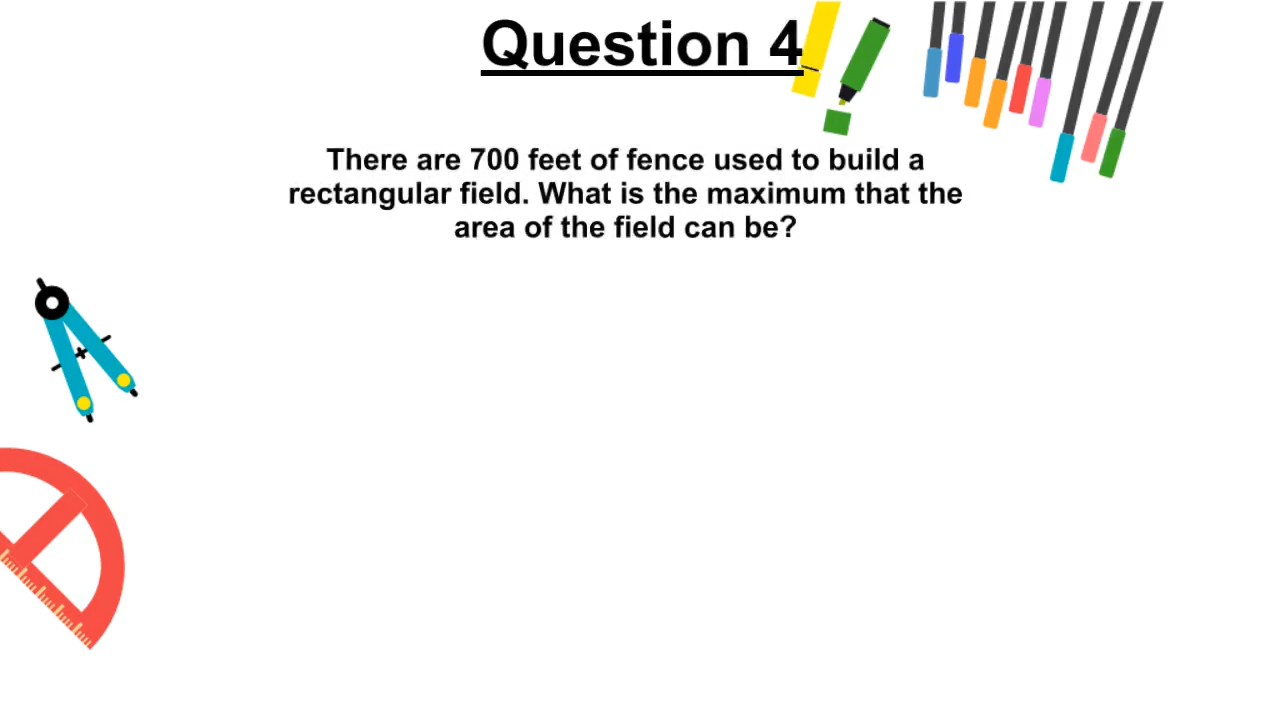 Question 4
There are 700 feet of fence used to build a
rectangular field. What is the maximum that the
area of the field can be?